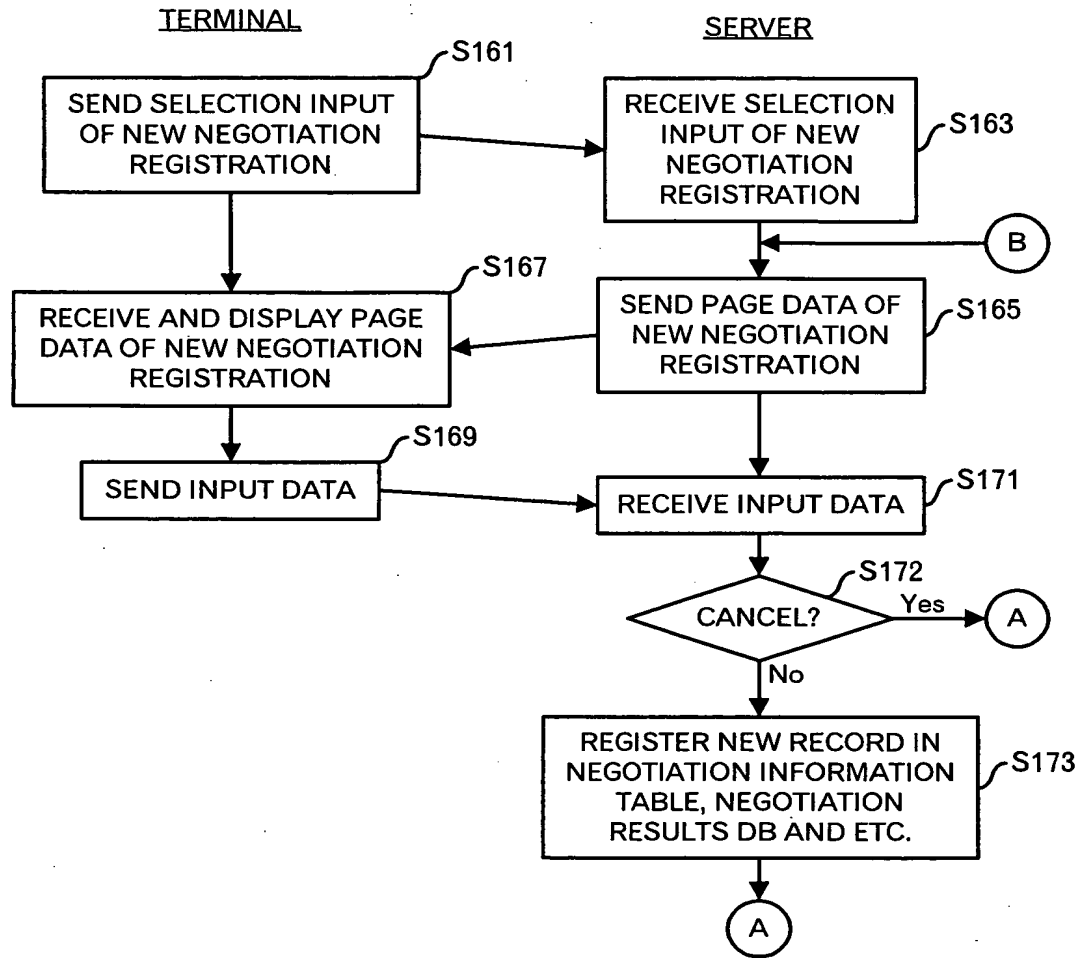 TERMINAL
SERVER
S161
SEND SELECTION INPUT
OF NEW NEGOTIATION
REGISTRATION
RECEIVE SELECTION
INPUT OF NEW
NEGOTIATION
REGISTRATION
S163
B
S167
RECEIVE AND DISPLAY PAGE
DATA OF NEW NEGOTIATION
REGISTRATION
SEND PAGE DATA OF
NEW NEGOTIATION
REGISTRATION
S165
S169
SEND INPUT DATA
RECEIVE INPUT DATA
S171
S172
CANCEL?
Yes
A
No
REGISTER NEW RECORD IN
NEGOTIATION INFORMATION
TABLE, NEGOTIATION
RESULTS DB AND ETC.
S173
A